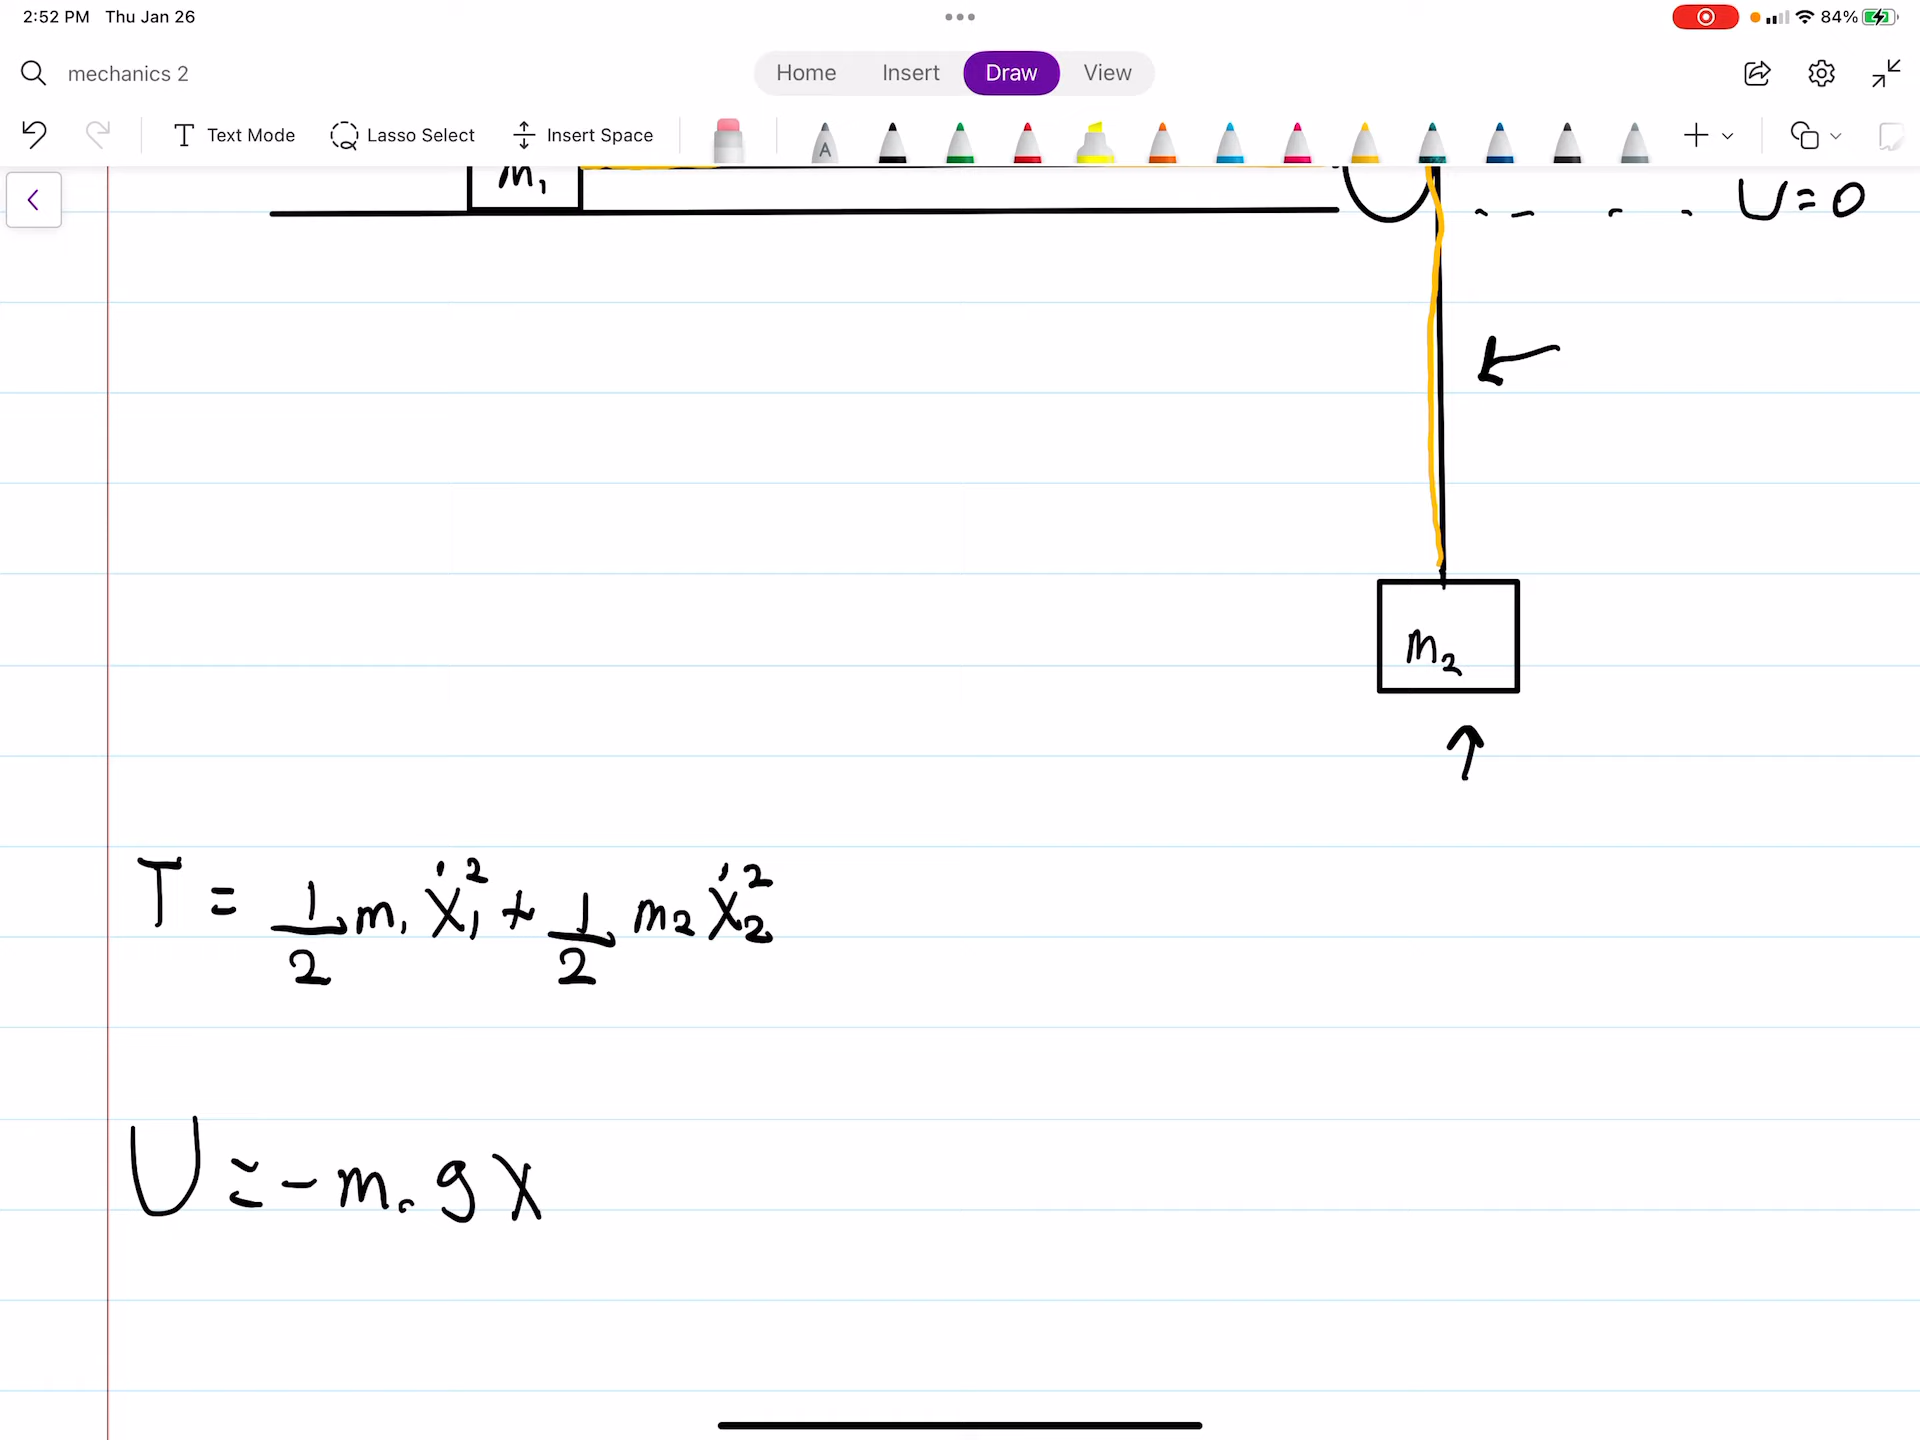 2:52 PM Thu Jan 26
84%
mechanics 2
Home Insert Draw View
T Text Mode Lasso Select Insert Space A
m₁
U=0
m₂
T = 1/2 m₁ ẋ₁² + 1/2 m₂ ẋ₂²
U = - m. g x